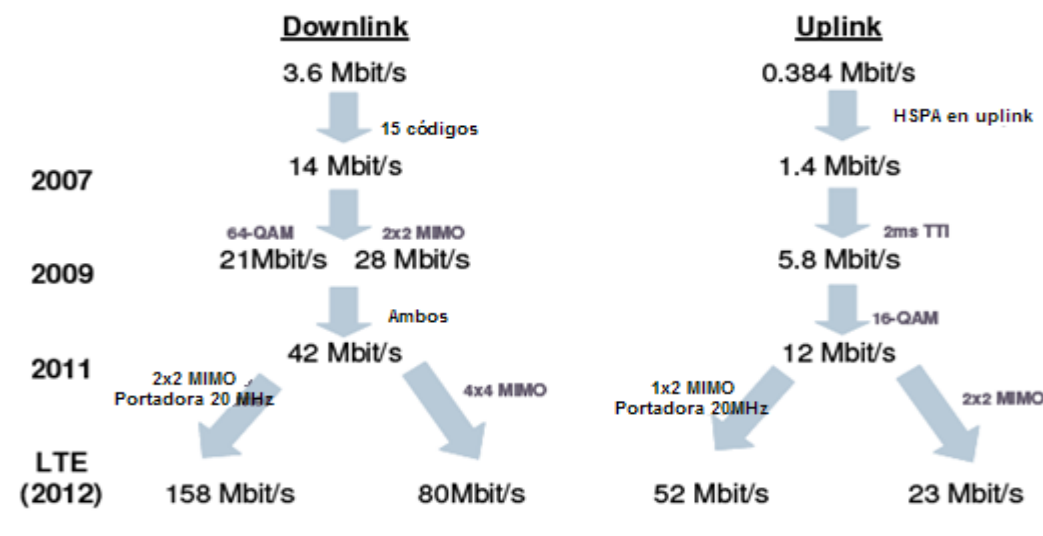 Downlink
Uplink
3.6 Mbit/s
0.384 Mbit/s
15 códigos
HSPA en uplink
2007
14 Mbit/s
1.4 Mbit/s
64-QAM
2x2 MIMO
2ms TTI
2009
21Mbit/s
28 Mbit/s
5.8 Mbit/s
Ambos
16-QAM
2011
42 Mbit/s
12 Mbit/s
2x2 MIMO y
Portadora 20 MHz
4x4 MIMO
1x2 MIMO
Portadora 20MHz
2x2 MIMO
LTE
(2012)
158 Mbit/s
80Mbit/s
52 Mbit/s
23 Mbit/s